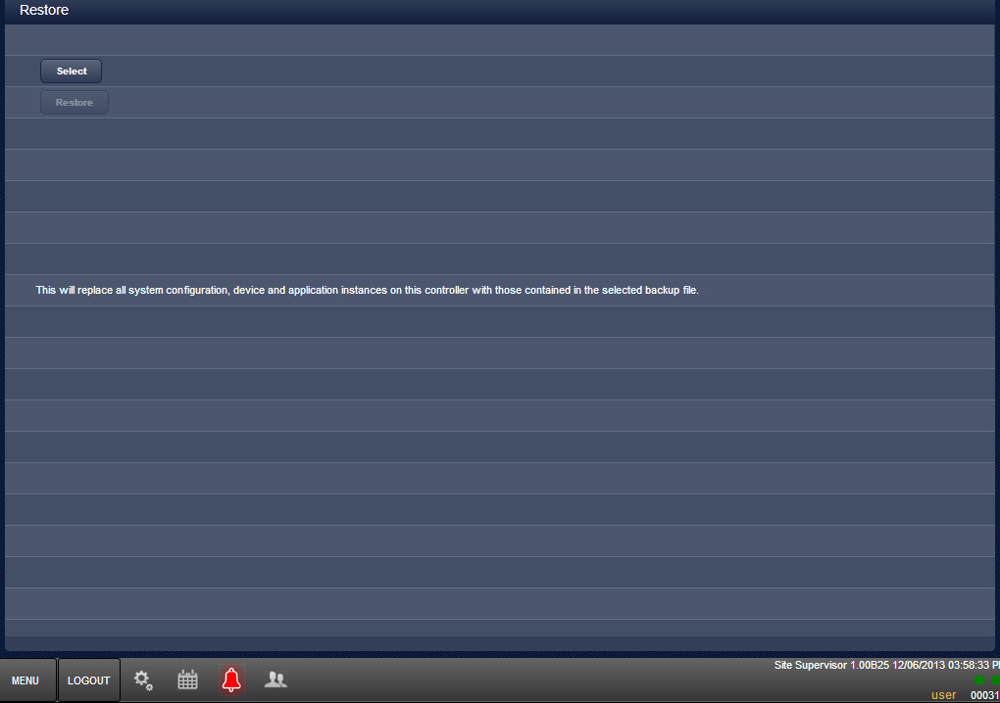 Restore
Select
Restore
This will replace all system configuration, device and application instances on this controller with those contained in the selected backup file.
MENU
LOGOUT
Site Supervisor 1.00B25 12/06/2013 03:58:33 P
user
00031